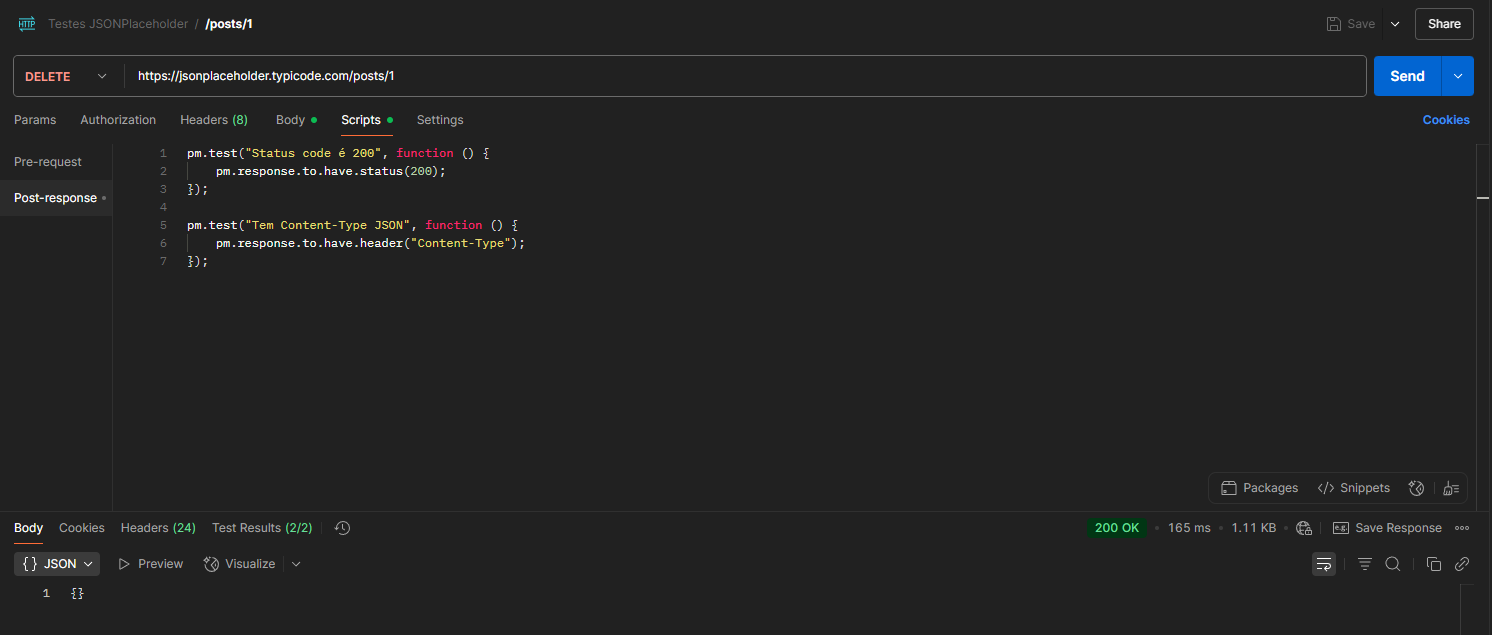 HTTP Testes JSONPlaceholder / /posts/1 Save Share
DELETE https://jsonplaceholder.typicode.com/posts/1 Send
Params Authorization Headers (8) Body Scripts Settings Cookies
Pre-request
Post-response
1 pm.test("Status code é 200", function () {
2 pm.response.to.have.status(200);
3 });
4
5 pm.test("Tem Content-Type JSON", function () {
6 pm.response.to.have.header("Content-Type");
7 });
Packages </> Snippets
Body Cookies Headers (24) Test Results (2/2) 200 OK 165 ms 1.11 KB e.g. Save Response
{} JSON Preview Visualize
1 {}